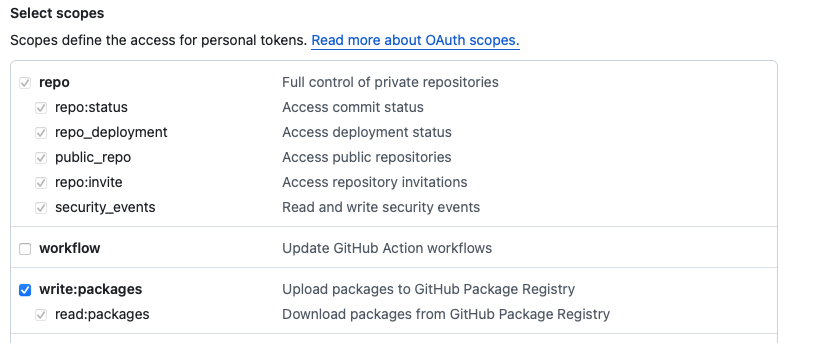 Select scopes
Scopes define the access for personal tokens. Read more about OAuth scopes.
repo Full control of private repositories
repo:status Access commit status
repo_deployment Access deployment status
public_repo Access public repositories
repo:invite Access repository invitations
security_events Read and write security events
workflow Update GitHub Action workflows
write:packages Upload packages to GitHub Package Registry
read:packages Download packages from GitHub Package Registry